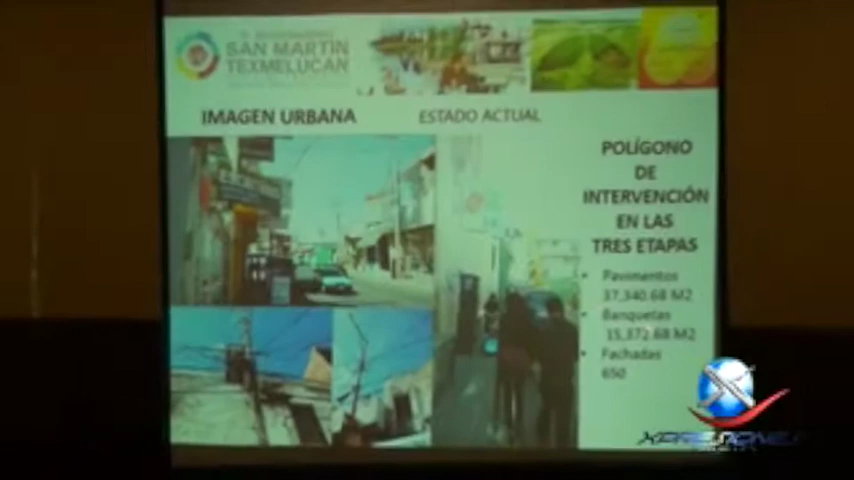 SAN MARTÍN
TEXMELUCAN
IMAGEN URBANA
ESTADO ACTUAL
POLÍGONO
DE
INTERVENCIÓN
EN LAS
TRES ETAPAS
• Pavimentos
37,340.68 M2
• Banquetas
15,372.68 M2
• Fachadas
650